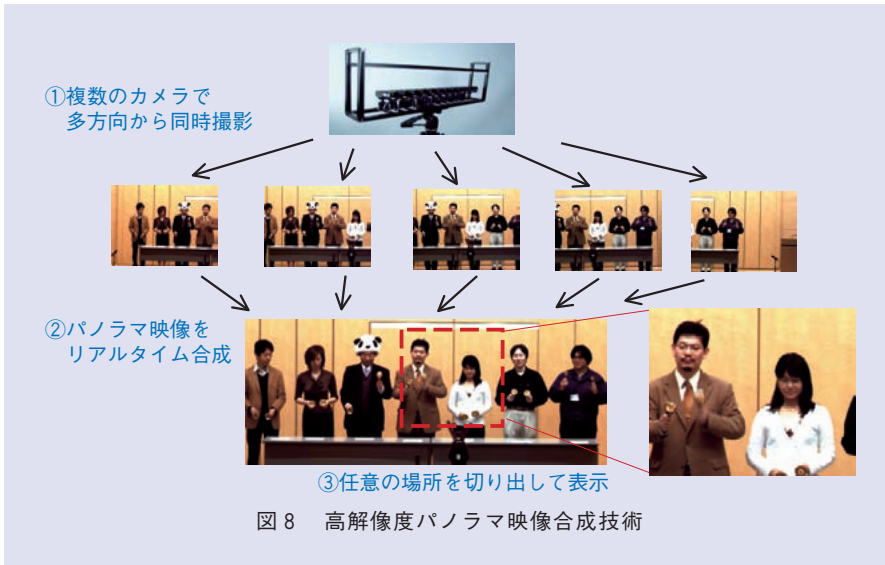 ①複数のカメラで
多方向から同時撮影
②パノラマ映像を
リアルタイム合成
③任意の場所を切り出して表示
図8　高解像度パノラマ映像合成技術